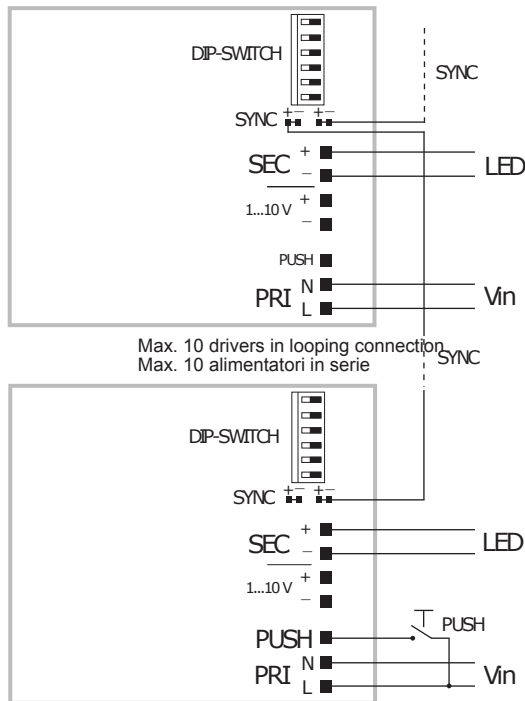 DIP-SWITCH
SYNC
SYNC + − + −
SEC + −
LED
1...10 V + −
PUSH
PRI N L
Vin
Max. 10 drivers in looping connection
Max. 10 alimentatori in serie
SYNC
DIP-SWITCH
SYNC + − + −
SEC + −
LED
1...10 V + −
PUSH
PUSH
PRI N L
Vin